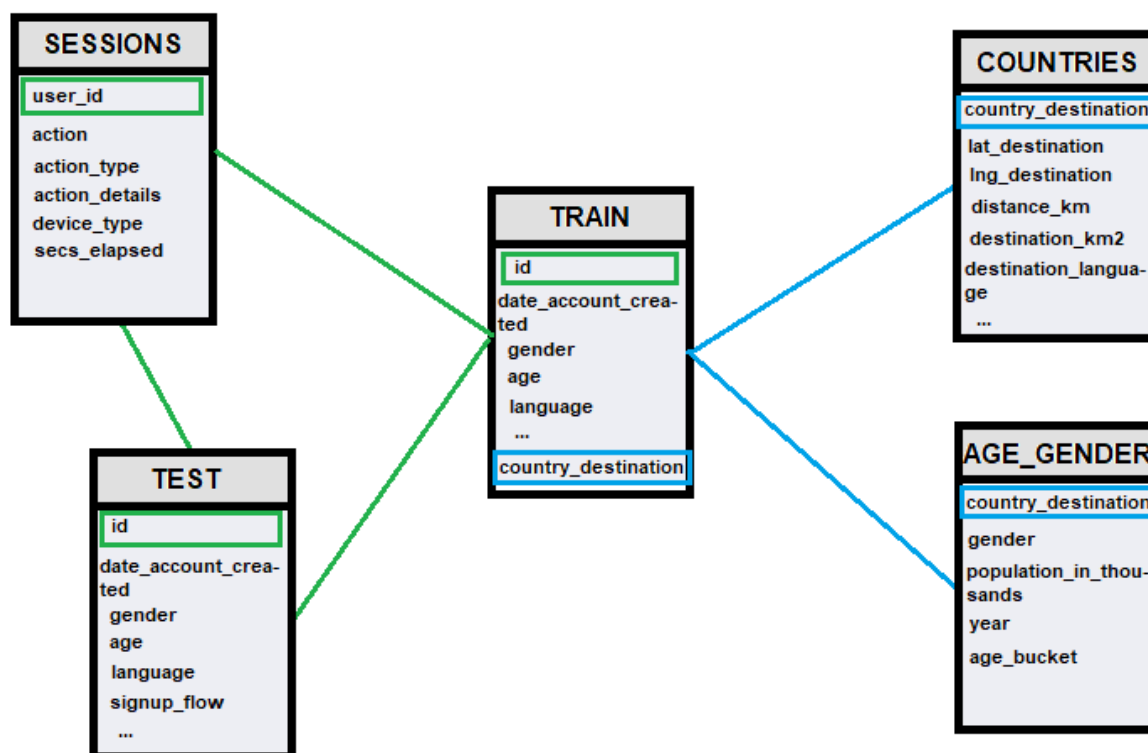 SESSIONS
user_id
action
action_type
action_details
device_type
secs_elapsed
TEST
id
date_account_crea-
ted
gender
age
language
signup_flow
...
TRAIN
id
date_account_crea-
ted
gender
age
language
...
country_destination
COUNTRIES
country_destination
lat_destination
lng_destination
distance_km
destination_km2
destination_langua-
ge
...
AGE_GENDER
country_destination
gender
population_in_thou-
sands
year
age_bucket